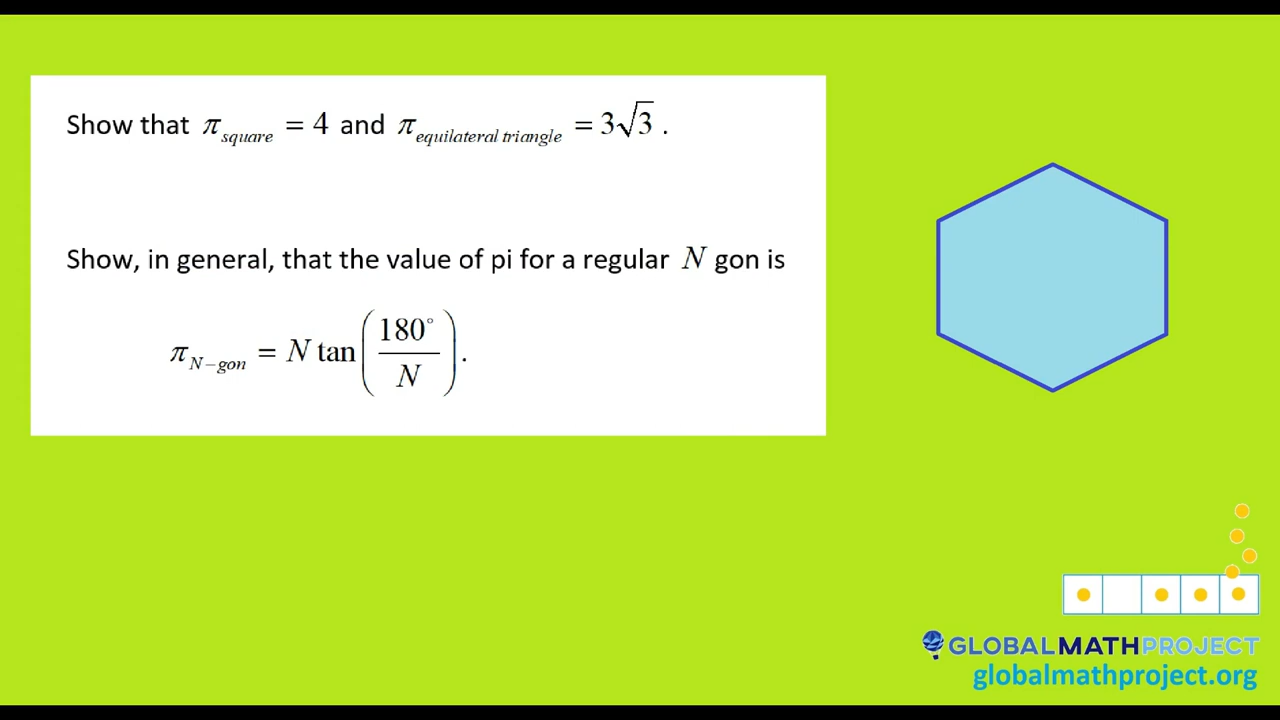 Show that π_square = 4 and π_equilateral triangle = 3√3 .
Show, in general, that the value of pi for a regular N gon is
π_N−gon = N tan(180°/N).
GLOBALMATHPROJECT
globalmathproject.org